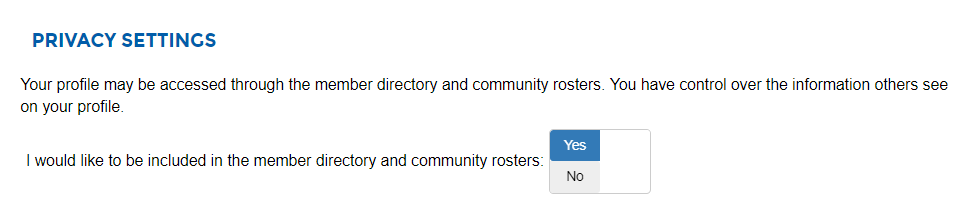 PRIVACY SETTINGS
Your profile may be accessed through the member directory and community rosters. You have control over the information others see
on your profile.
I would like to be included in the member directory and community rosters:
Yes
No